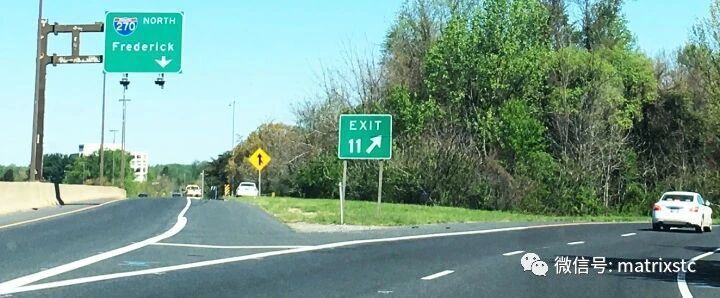 270 NORTH
Frederick
EXIT
11
微信号: matrixstc